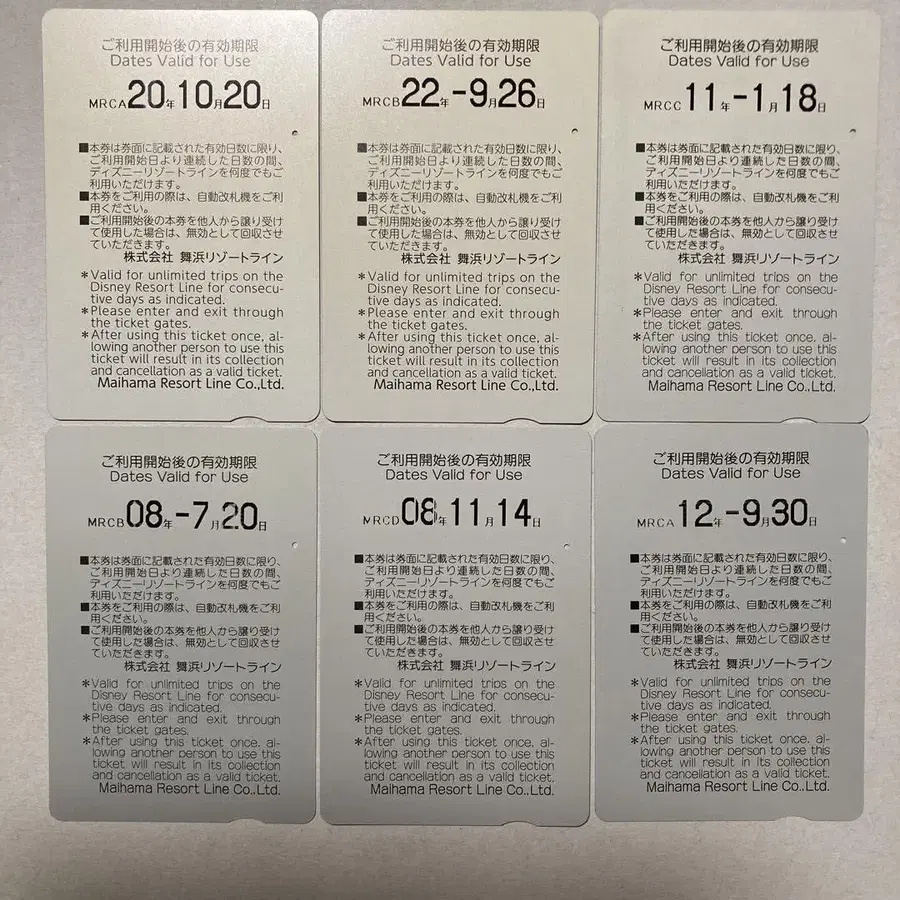 ご利用開始後の有効期限
Dates Valid for Use
MRCA20年10月20日
■本券は券面に記載された有効日数に限り、
ご利用開始日より連続した日数の間、
ディズニーリゾートラインを何度でもご
利用いただけます。
■本券をご利用の際は、自動改札機をご利
用ください。
■ご利用開始後の本券を他人から譲り受け
て使用した場合は、無効として回収させ
ていただきます。
株式会社 舞浜リゾートライン
*Valid for unlimited trips on the
Disney Resort Line for consecu-
tive days as indicated.
*Please enter and exit through
the ticket gates.
*After using this ticket once, al-
lowing another person to use this
ticket will result in its collection
and cancellation as a valid ticket.
Maihama Resort Line Co.,Ltd.
ご利用開始後の有効期限
Dates Valid for Use
MRCB22年-9月26日
■本券は券面に記載された有効日数に限り、
ご利用開始日より連続した日数の間、
ディズニーリゾートラインを何度でもご
利用いただけます。
■本券をご利用の際は、自動改札機をご利
用ください。
■ご利用開始後の本券を他人から譲り受け
て使用した場合は、無効として回収させ
ていただきます。
株式会社 舞浜リゾートライン
*Valid for unlimited trips on the
Disney Resort Line for consecu-
tive days as indicated.
*Please enter and exit through
the ticket gates.
*After using this ticket once, al-
lowing another person to use this
ticket will result in its collection
and cancellation as a valid ticket.
Maihama Resort Line Co.,Ltd.
ご利用開始後の有効期限
Dates Valid for Use
MRCC 11年-1月18日
■本券は券面に記載された有効日数に限り、
ご利用開始日より連続した日数の間、
ディズニーリゾートラインを何度でもご
利用いただけます。
■本券をご利用の際は、自動改札機をご利
用ください。
■ご利用開始後の本券を他人から譲り受け
て使用した場合は、無効として回収させ
ていただきます。
株式会社 舞浜リゾートライン
*Valid for unlimited trips on the
Disney Resort Line for consecu-
tive days as indicated.
*Please enter and exit through
the ticket gates.
*After using this ticket once, al-
lowing another person to use this
ticket will result in its collection
and cancellation as a valid ticket.
Maihama Resort Line Co.,Ltd.
ご利用開始後の有効期限
Dates Valid for Use
MRCB08年-7月20日
■本券は券面に記載された有効日数に限り、
ご利用開始日より連続した日数の間、
ディズニーリゾートラインを何度でもご
利用いただけます。
■本券をご利用の際は、自動改札機をご利
用ください。
■ご利用開始後の本券を他人から譲り受け
て使用した場合は、無効として回収させ
ていただきます。
株式会社 舞浜リゾートライン
*Valid for unlimited trips on the
Disney Resort Line for consecu-
tive days as indicated.
*Please enter and exit through
the ticket gates.
*After using this ticket once, al-
lowing another person to use this
ticket will result in its collection
and cancellation as a valid ticket.
Maihama Resort Line Co.,Ltd.
ご利用開始後の有効期限
Dates Valid for Use
MRCD08年11月14日
■本券は券面に記載された有効日数に限り、
ご利用開始日より連続した日数の間、
ディズニーリゾートラインを何度でもご
利用いただけます。
■本券をご利用の際は、自動改札機をご利
用ください。
■ご利用開始後の本券を他人から譲り受け
て使用した場合は、無効として回収させ
ていただきます。
株式会社 舞浜リゾートライン
*Valid for unlimited trips on the
Disney Resort Line for consecu-
tive days as indicated.
*Please enter and exit through
the ticket gates.
*After using this ticket once, al-
lowing another person to use this
ticket will result in its collection
and cancellation as a valid ticket.
Maihama Resort Line Co.,Ltd.
ご利用開始後の有効期限
Dates Valid for Use
MRCA 12年-9月30日
■本券は券面に記載された有効日数に限り、
ご利用開始日より連続した日数の間、
ディズニーリゾートラインを何度でもご
利用いただけます。
■本券をご利用の際は、自動改札機をご利
用ください。
■ご利用開始後の本券を他人から譲り受け
て使用した場合は、無効として回収させ
ていただきます。
株式会社 舞浜リゾートライン
*Valid for unlimited trips on the
Disney Resort Line for consecu-
tive days as indicated.
*Please enter and exit through
the ticket gates.
*After using this ticket once, al-
lowing another person to use this
ticket will result in its collection
and cancellation as a valid ticket.
Maihama Resort Line Co.,Ltd.